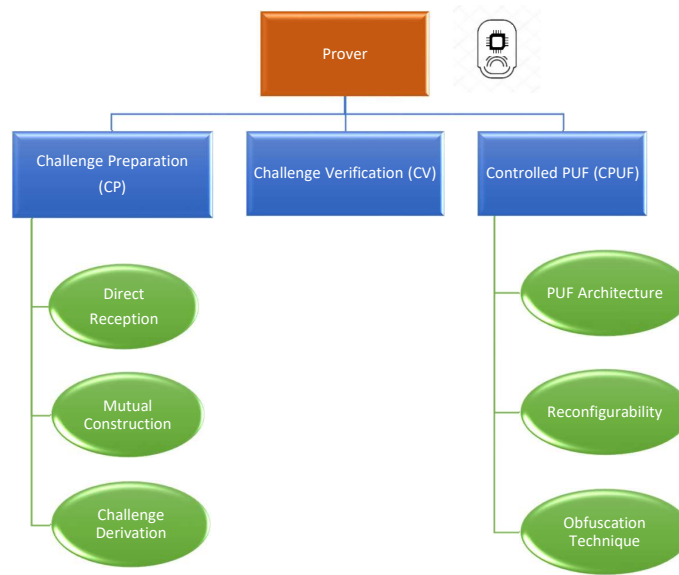 Prover
Challenge Preparation
(CP)
Challenge Verification (CV)
Controlled PUF (CPUF)
Direct
Reception
PUF Architecture
Mutual
Construction
Reconfigurability
Challenge
Derivation
Obfuscation
Technique